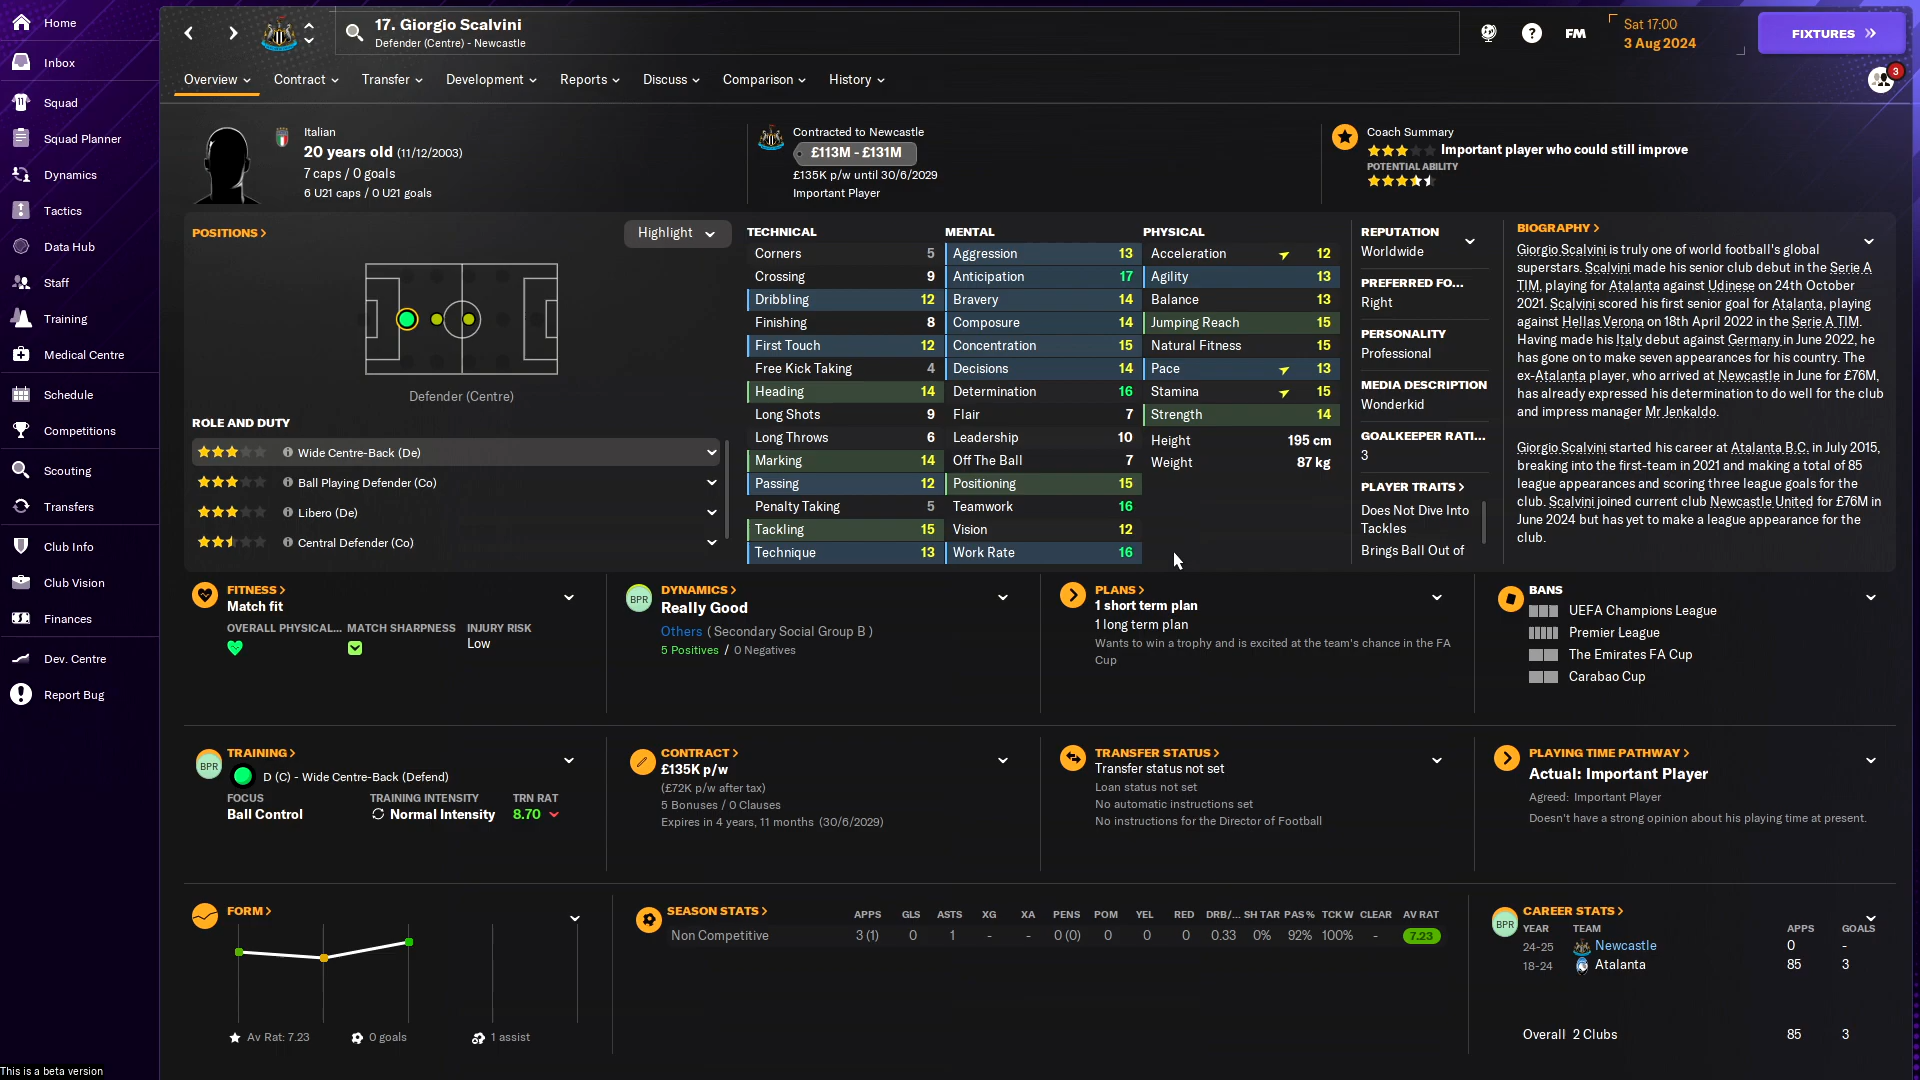 Home
Inbox
Squad
Squad Planner
Dynamics
Tactics
Data Hub
Staff
Training
Medical Centre
Schedule
Competitions
Scouting
Transfers
Club Info
Club Vision
Finances
Dev. Centre
Report Bug
This is a beta version
17. Giorgio Scalvini
Defender (Centre) - Newcastle
? FM
Sat 17:00
3 Aug 2024
FIXTURES
3
Overview Contract Transfer Development Reports Discuss Comparison History
Italian
20 years old (11/12/2003)
7 caps / 0 goals
6 U21 caps / 0 U21 goals
Contracted to Newcastle
£113M - £131M
£135K p/w until 30/6/2029
Important Player
Coach Summary
Important player who could still improve
POTENTIAL ABILITY
POSITIONS
Highlight
Defender (Centre)
ROLE AND DUTY
Wide Centre-Back (De)
Ball Playing Defender (Co)
Libero (De)
Central Defender (Co)
TECHNICAL
Corners 5
Crossing 9
Dribbling 12
Finishing 8
First Touch 12
Free Kick Taking 4
Heading 14
Long Shots 9
Long Throws 6
Marking 14
Passing 12
Penalty Taking 5
Tackling 15
Technique 13
MENTAL
Aggression 13
Anticipation 17
Bravery 14
Composure 14
Concentration 15
Decisions 14
Determination 16
Flair 7
Leadership 10
Off The Ball 7
Positioning 15
Teamwork 16
Vision 12
Work Rate 16
PHYSICAL
Acceleration 12
Agility 13
Balance 13
Jumping Reach 15
Natural Fitness 15
Pace 13
Stamina 15
Strength 14
Height 195 cm
Weight 87 kg
REPUTATION
Worldwide
PREFERRED FO...
Right
PERSONALITY
Professional
MEDIA DESCRIPTION
Wonderkid
GOALKEEPER RATI...
3
PLAYER TRAITS
Does Not Dive Into
Tackles
Brings Ball Out of
BIOGRAPHY
Giorgio Scalvini is truly one of world football's global
superstars. Scalvini made his senior club debut in the Serie A
TIM, playing for Atalanta against Udinese on 24th October
2021. Scalvini scored his first senior goal for Atalanta, playing
against Hellas Verona on 18th April 2022 in the Serie A TIM.
Having made his Italy debut against Germany in June 2022, he
has gone on to make seven appearances for his country. The
ex-Atalanta player, who arrived at Newcastle in June for £76M,
has already expressed his determination to do well for the club
and impress manager Mr Jenkaldo.
Giorgio Scalvini started his career at Atalanta B.C. in July 2015,
breaking into the first-team in 2021 and making a total of 85
league appearances and scoring three league goals for the
club. Scalvini joined current club Newcastle United for £76M in
June 2024 but has yet to make a league appearance for the
club.
FITNESS
Match fit
OVERALL PHYSICAL... MATCH SHARPNESS INJURY RISK
Low
BPR
DYNAMICS
Really Good
Others ( Secondary Social Group B )
5 Positives / 0 Negatives
PLANS
1 short term plan
1 long term plan
Wants to win a trophy and is excited at the team's chance in the FA
Cup
BANS
UEFA Champions League
Premier League
The Emirates FA Cup
Carabao Cup
BPR
TRAINING
D (C) - Wide Centre-Back (Defend)
FOCUS TRAINING INTENSITY TRN RAT
Ball Control Normal Intensity 8.70
CONTRACT
£135K p/w
(£72K p/w after tax)
5 Bonuses / 0 Clauses
Expires in 4 years, 11 months (30/6/2029)
TRANSFER STATUS
Transfer status not set
Loan status not set
No automatic instructions set
No instructions for the Director of Football
PLAYING TIME PATHWAY
Actual: Important Player
Agreed: Important Player
Doesn't have a strong opinion about his playing time at present.
FORM
Av Rat: 7.23 0 goals 1 assist
SEASON STATS APPS GLS ASTS XG XA PENS POM YEL RED DRB/... SH TAR PAS % TCK W CLEAR AV RAT
Non Competitive 3 (1) 0 1 - - 0 (0) 0 0 0 0.33 0% 92% 100% - 7.23
BPR
CAREER STATS
YEAR TEAM APPS GOALS
24-25 Newcastle 0 -
18-24 Atalanta 85 3
Overall 2 Clubs 85 3